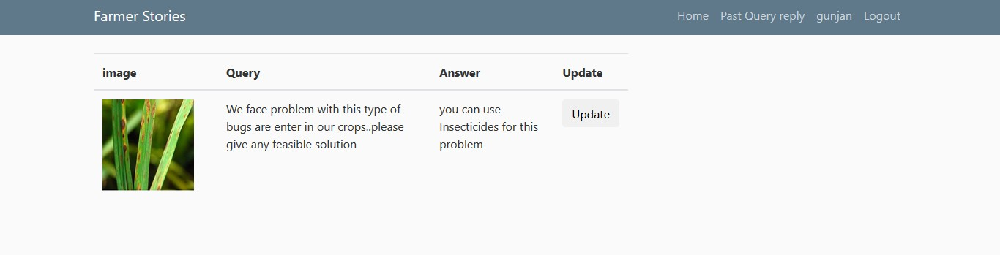 Farmer Stories
Home Past Query reply gunjan Logout
image Query Answer Update
We face problem with this type of
bugs are enter in our crops..please
give any feasible solution
you can use
Insecticides for this
problem
Update